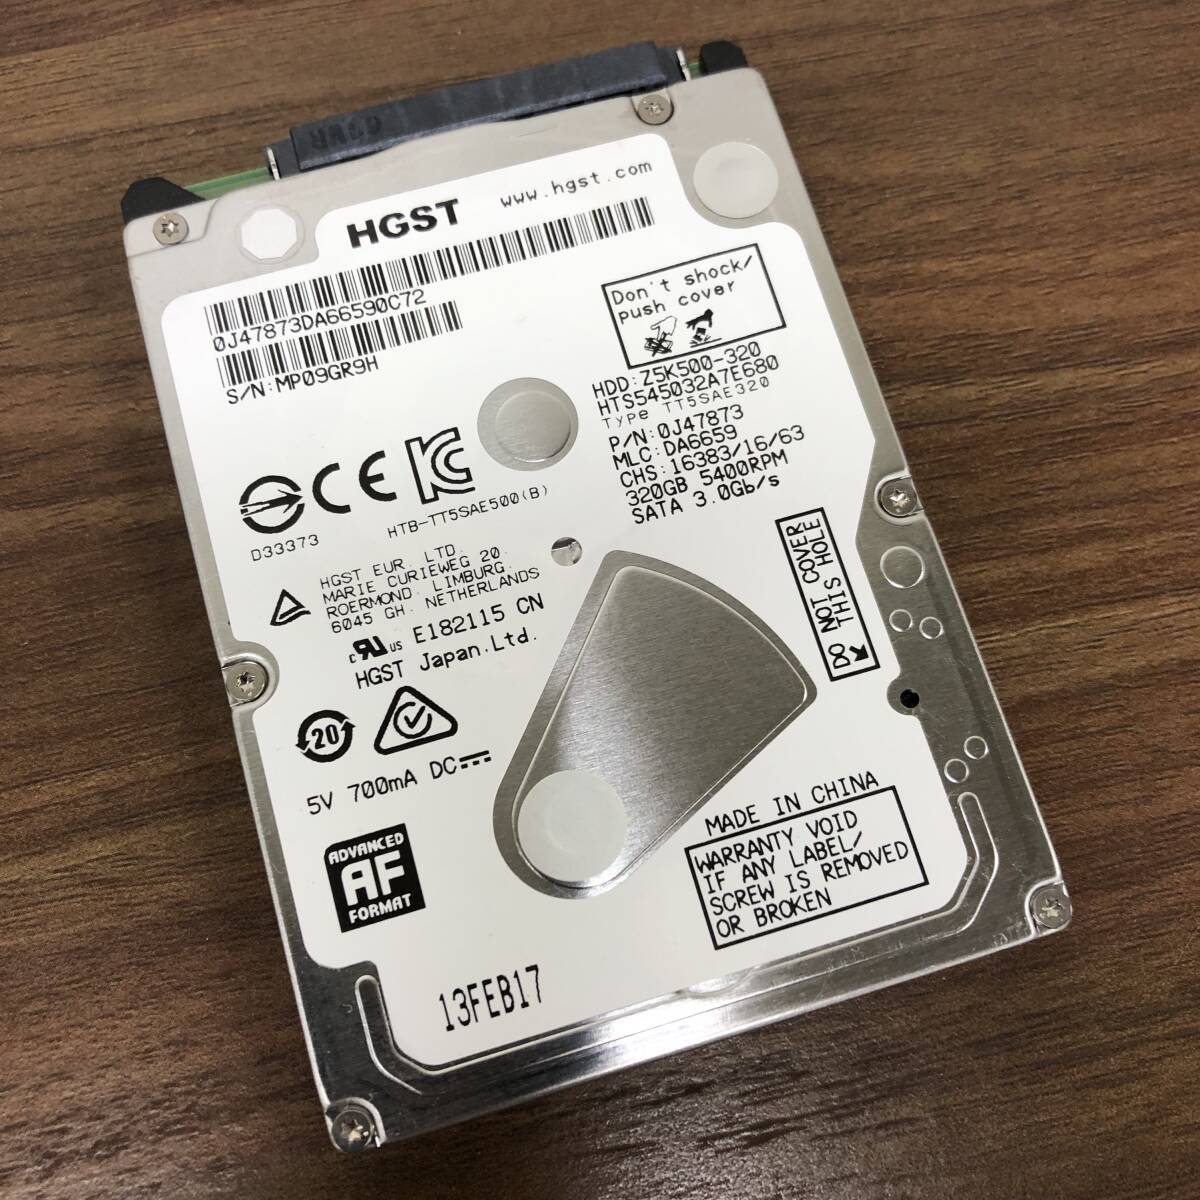 HGST www.hgst.com
0J47873DA66590C72
S/N:MP09GR9H
Don't shock/
push cover
HDD:Z5K500-320
HTS545032A7E680
Type TT5SAE320
P/N:0J47873
MLC:DA6659
CHS:16383/16/63
320GB 5400RPM
SATA 3.0Gb/s
CE
D33373
HTB-TT5SAE500(B)
HGST EUR. LTD.
MARIE CURIEWEG 20.
ROERMOND. LIMBURG.
6045 GH. NETHERLANDS
c RU us E182115 CN
HGST Japan.Ltd.
DO NOT COVER
THIS HOLE
20
5V 700mA DC
ADVANCED
AF
FORMAT
MADE IN CHINA
WARRANTY VOID
IF ANY LABEL/
SCREW IS REMOVED
OR BROKEN
13FEB17